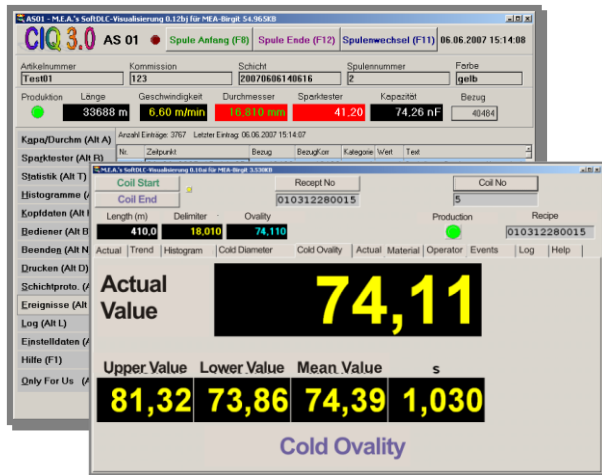 AS01 - M.E.A.'s SoftDLC-Visualisierung 0.12bj für MEA-Birgit 54.965KB
CIQ 3.0 AS 01 Spule Anfang (F8) Spule Ende (F12) Spulenwechsel (F11) 06.06.2007 15:14:08
Artikelnummer Kommission Schicht Spulennummer Farbe
Test01 123 20070606140616 2 gelb
Produktion Länge Geschwindigkeit Durchmesser Sparktester Kapazität Bezug
33688 m 6,60 m/min 16,810 mm 41,20 74,26 nF 40484
Kapa/Durchm (Alt A) Anzahl Einträge: 3767 Letzter Eintrag: 06.06.2007 15:14:07
Nr. Zeitpunkt Bezug BezugKorr Kategorie Wert Text
Sparktester (Alt R)
Statistik (Alt T)
Histogramme (
Kopfdaten (Alt
Bediener (Alt B
Beenden (Alt N
Drucken (Alt D)
Schichtproto. (A
Ereignisse (Alt
Log (Alt L)
Einstelldaten (A
Hilfe (F1)
Only For Us (A
M.E.A.'s SoftDLC-Visualisierung 0.10ai für MEA-Birgit 3.530KB
Coil Start Recept No Coil No
Coil End 010312280015 5
Length (m) Delimiter Ovality Production Recipe
410,0 18,010 74,110 010312280015
Actual Trend Histogram Cold Diameter Cold Ovality Actual Material Operator Events Log Help
Actual
Value
74,11
Upper Value Lower Value Mean Value s
81,32 73,86 74,39 1,030
Cold Ovality